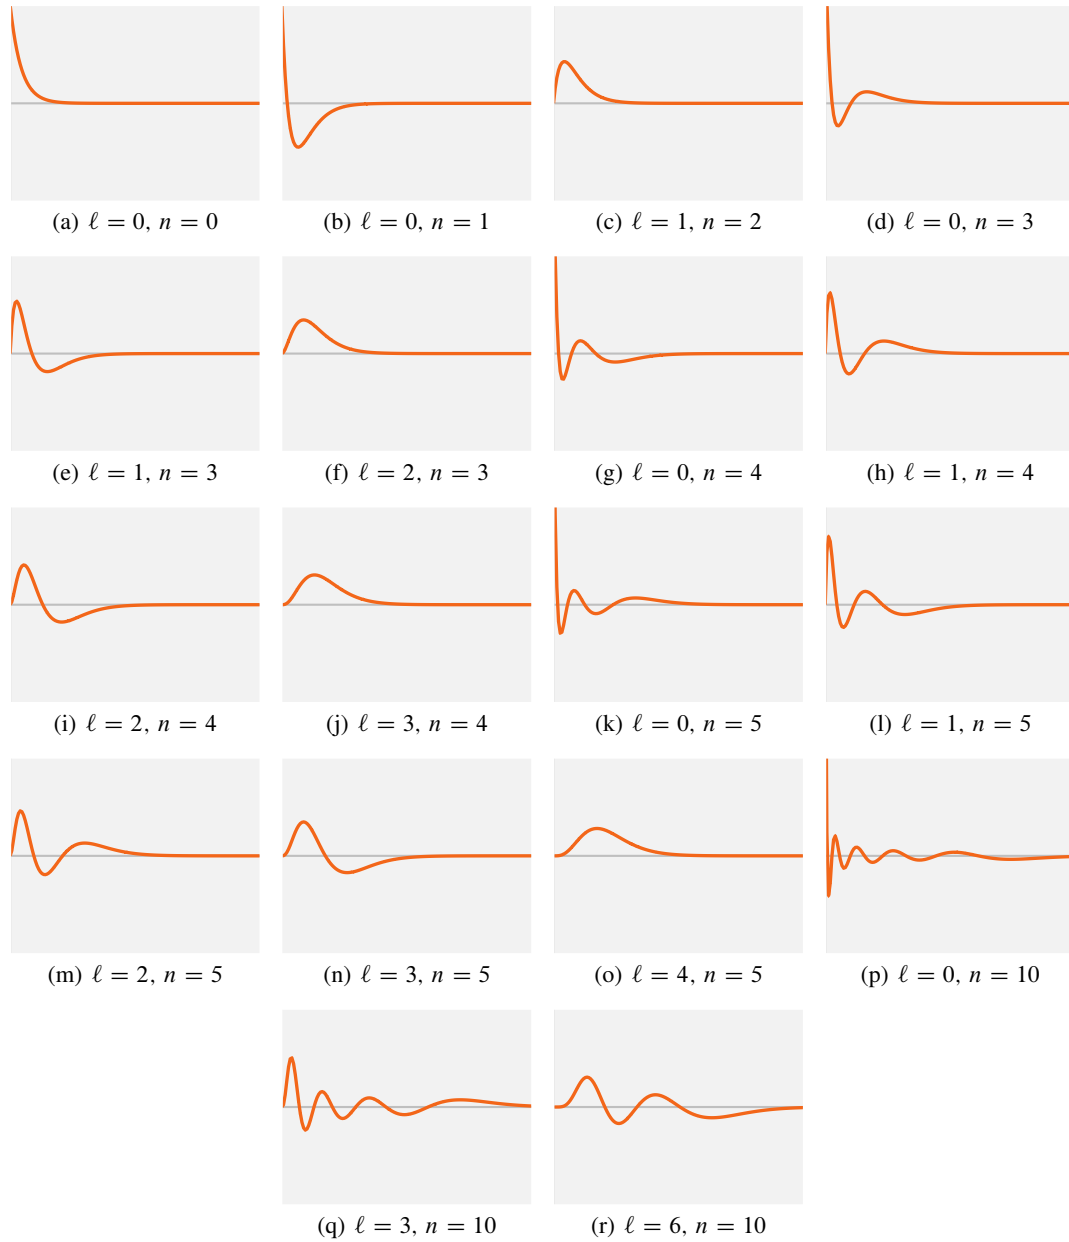 (a) ℓ = 0, n = 0
(b) ℓ = 0, n = 1
(c) ℓ = 1, n = 2
(d) ℓ = 0, n = 3
(e) ℓ = 1, n = 3
(f) ℓ = 2, n = 3
(g) ℓ = 0, n = 4
(h) ℓ = 1, n = 4
(i) ℓ = 2, n = 4
(j) ℓ = 3, n = 4
(k) ℓ = 0, n = 5
(l) ℓ = 1, n = 5
(m) ℓ = 2, n = 5
(n) ℓ = 3, n = 5
(o) ℓ = 4, n = 5
(p) ℓ = 0, n = 10
(q) ℓ = 3, n = 10
(r) ℓ = 6, n = 10